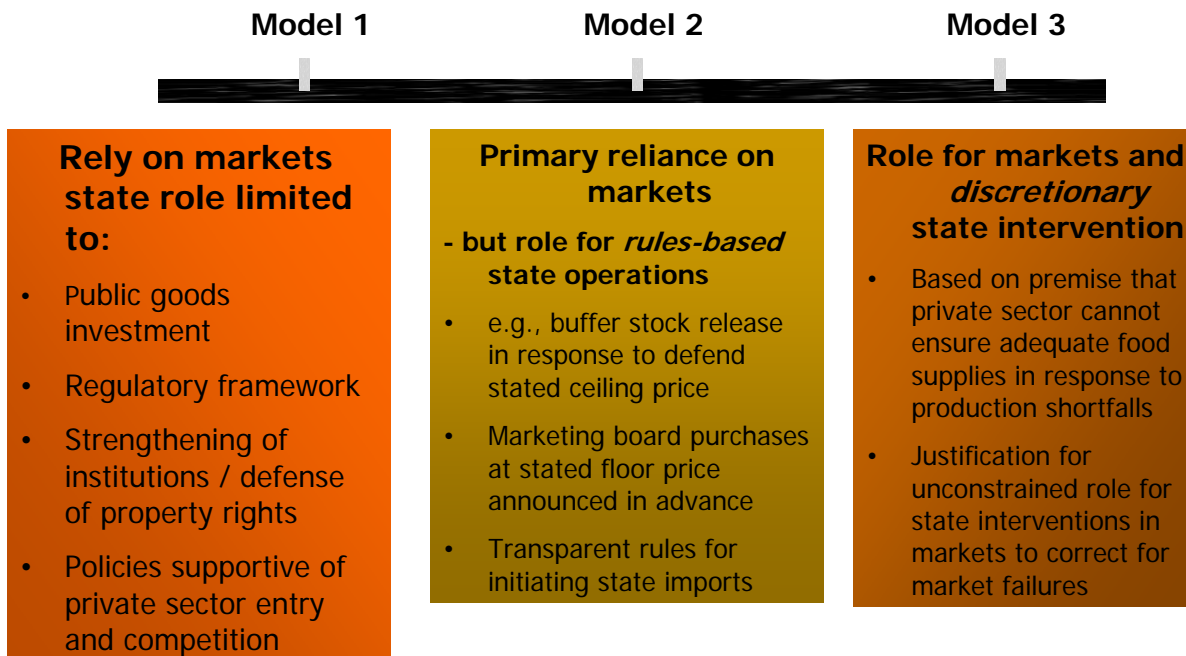 Model 1
Model 2
Model 3
Rely on markets
state role limited
to:
• Public goods
investment
• Regulatory framework
• Strengthening of
institutions / defense
of property rights
• Policies supportive of
private sector entry
and competition
Primary reliance on
markets
- but role for rules-based
state operations
• e.g., buffer stock release
in response to defend
stated ceiling price
• Marketing board purchases
at stated floor price
announced in advance
• Transparent rules for
initiating state imports
Role for markets and
discretionary
state intervention
• Based on premise that
private sector cannot
ensure adequate food
supplies in response to
production shortfalls
• Justification for
unconstrained role for
state interventions in
markets to correct for
market failures